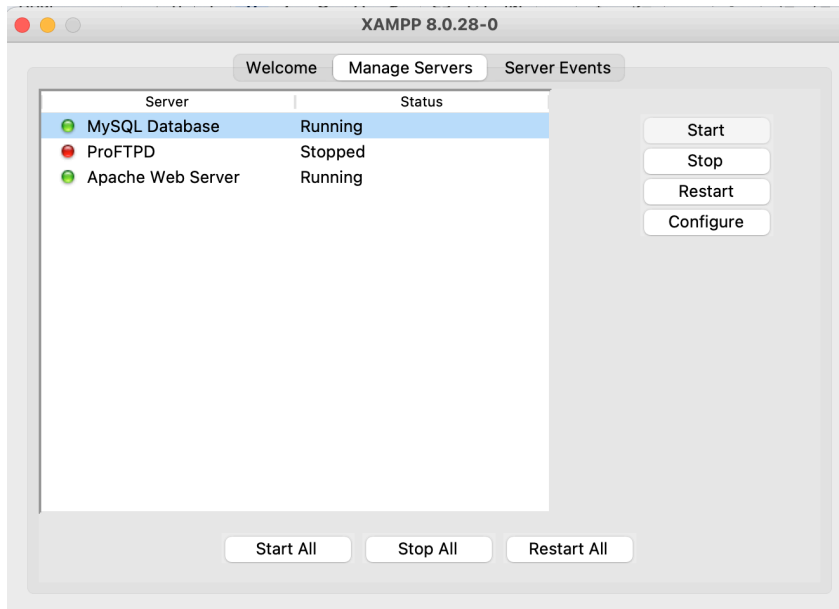 XAMPP 8.0.28-0
Welcome Manage Servers Server Events
Server Status
MySQL Database Running
ProFTPD Stopped
Apache Web Server Running
Start
Stop
Restart
Configure
Start All Stop All Restart All